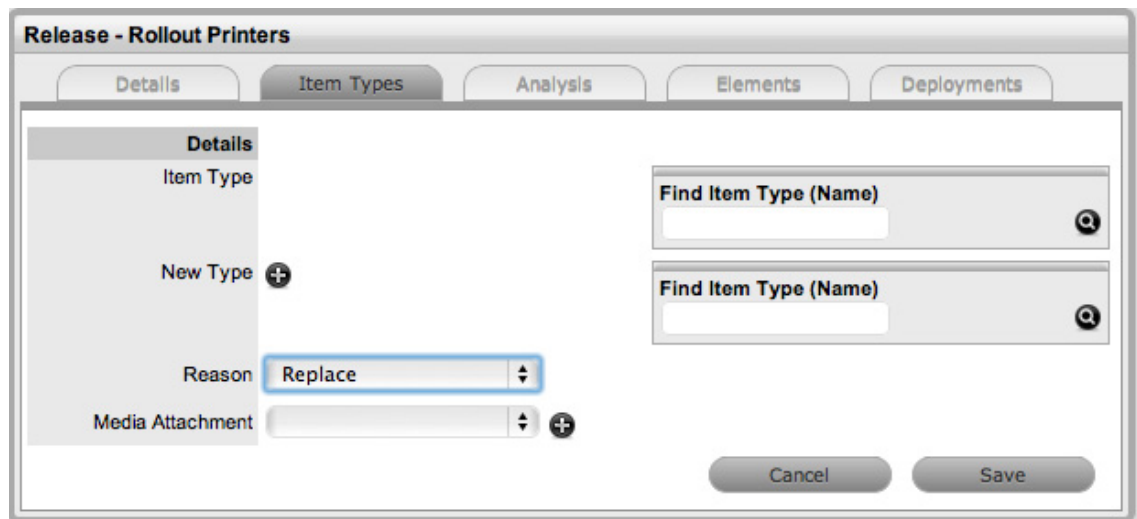 Release - Rollout Printers
Details Item Types Analysis Elements Deployments
Details
Item Type
Find Item Type (Name)
New Type
Find Item Type (Name)
Reason Replace
Media Attachment
Cancel Save